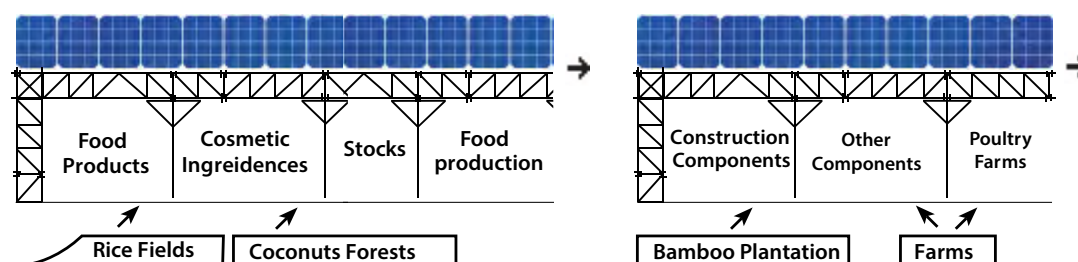 Food
Products
Cosmetic
Ingreidences
Stocks
Food
production
Construction
Components
Other
Components
Poultry
Farms
Rice Fields
Coconuts Forests
Bamboo Plantation
Farms